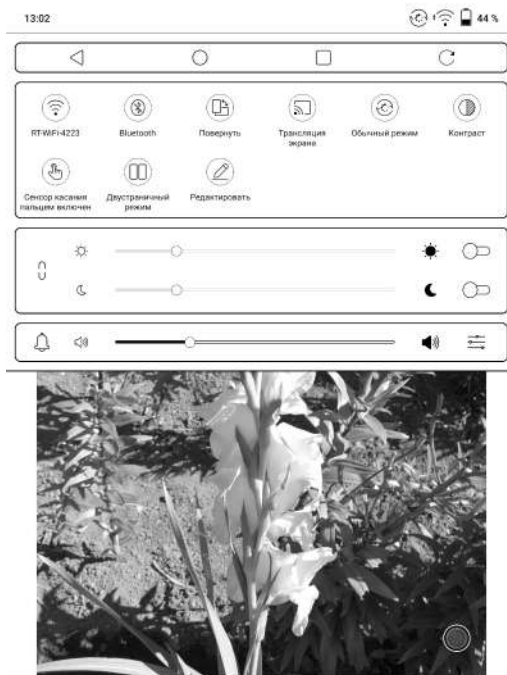 13:02
44 %
RT-WiFi-4223
Bluetooth
Повернуть
Трансляция
экрана
Обычный режим
Контраст
Сенсор касания
пальцем включен
Двустраничный
режим
Редактировать